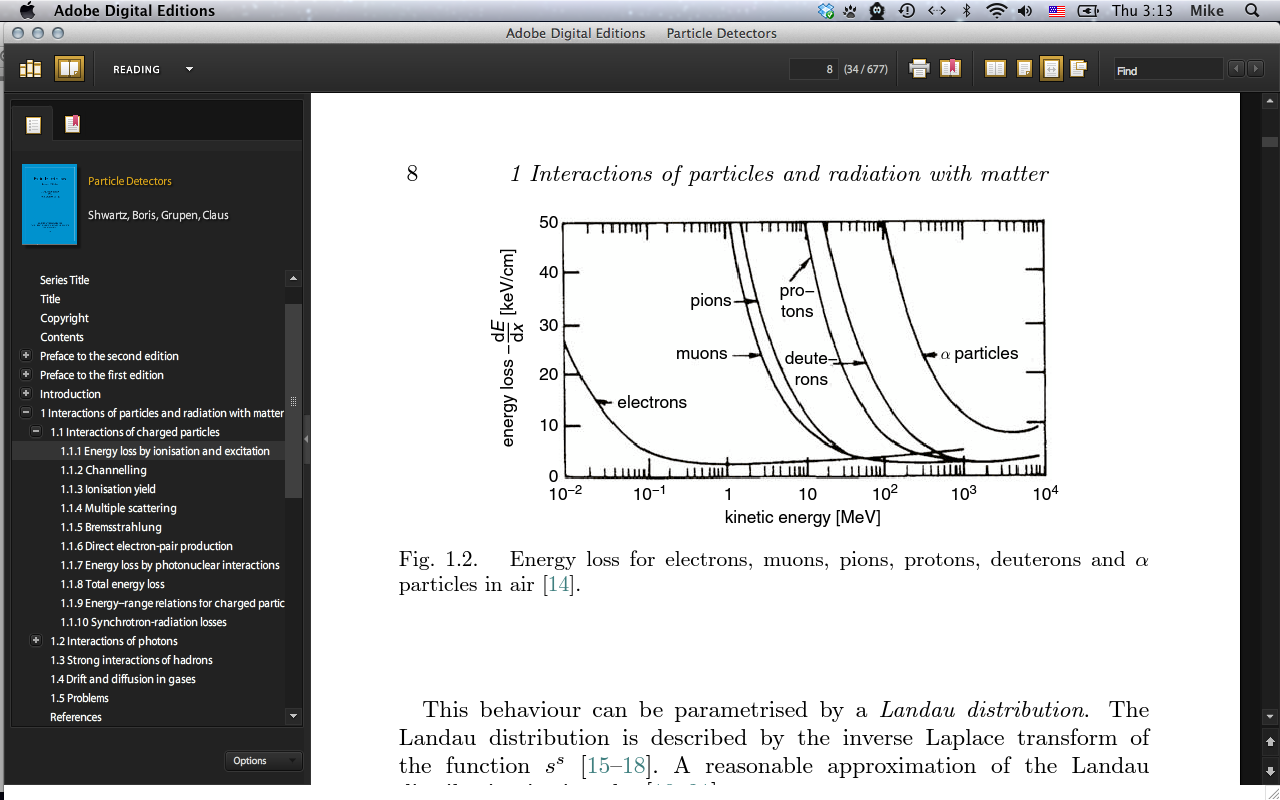 Adobe Digital Editions
Thu 3:13 Mike
Adobe Digital Editions Particle Detectors
READING
8 (34 / 677)
Find
Particle Detectors
Shwartz, Boris, Grupen, Claus
Series Title
Title
Copyright
Contents
Preface to the second edition
Preface to the first edition
Introduction
1 Interactions of particles and radiation with matter
1.1 Interactions of charged particles
1.1.1 Energy loss by ionisation and excitation
1.1.2 Channelling
1.1.3 Ionisation yield
1.1.4 Multiple scattering
1.1.5 Bremsstrahlung
1.1.6 Direct electron-pair production
1.1.7 Energy loss by photonuclear interactions
1.1.8 Total energy loss
1.1.9 Energy–range relations for charged partic
1.1.10 Synchrotron-radiation losses
1.2 Interactions of photons
1.3 Strong interactions of hadrons
1.4 Drift and diffusion in gases
1.5 Problems
References
Options
8 1 Interactions of particles and radiation with matter
50
40
30
20
10
0
energy loss – dE/dx [keV/cm]
pions
muons
electrons
pro–
tons
deute–
rons
α particles
10⁻² 10⁻¹ 1 10 10² 10³ 10⁴
kinetic energy [MeV]
Fig. 1.2. Energy loss for electrons, muons, pions, protons, deuterons and α
particles in air [14].
This behaviour can be parametrised by a Landau distribution. The
Landau distribution is described by the inverse Laplace transform of
the function sˢ [15–18]. A reasonable approximation of the Landau